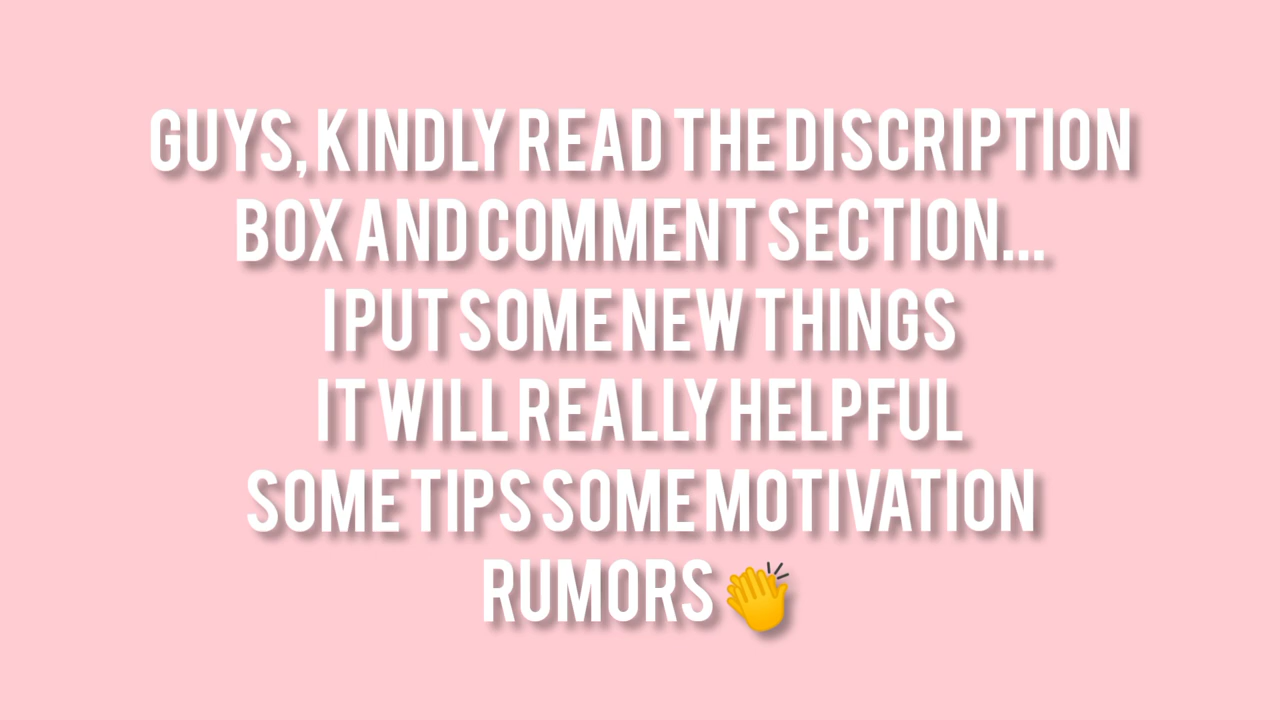 GUYS, KINDLY READ THE DISCRIPTION
BOX AND COMMENT SECTION...
I PUT SOME NEW THINGS
IT WILL REALLY HELPFUL
SOME TIPS SOME MOTIVATION
RUMORS 👏